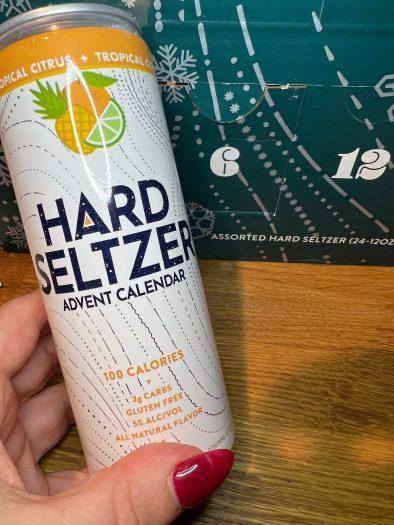 TROPICAL CITRUS + TROPICAL
HARD
SELTZER
ADVENT CALENDAR
100 CALORIES
2g CARBS
GLUTEN FREE
5% ALC/VOL
ALL NATURAL FLAVOR
6
12
ASSORTED HARD SELTZER (24-12OZ